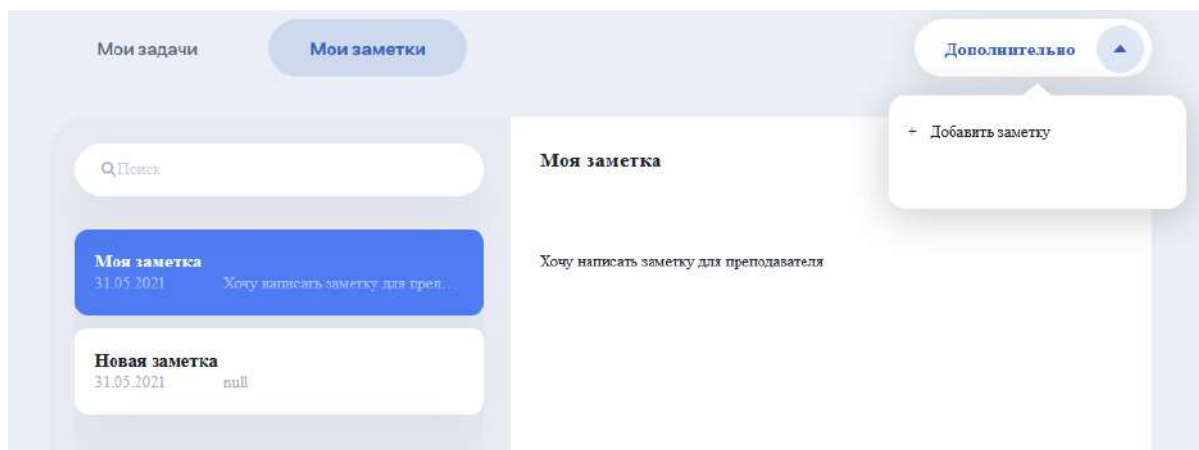 Мои задачи
Мои заметки
Дополнительно
+ Добавить заметку
Поиск
Моя заметка
31.05.2021 Хочу написать заметку для преп...
Новая заметка
31.05.2021 null
Моя заметка
Хочу написать заметку для преподавателя